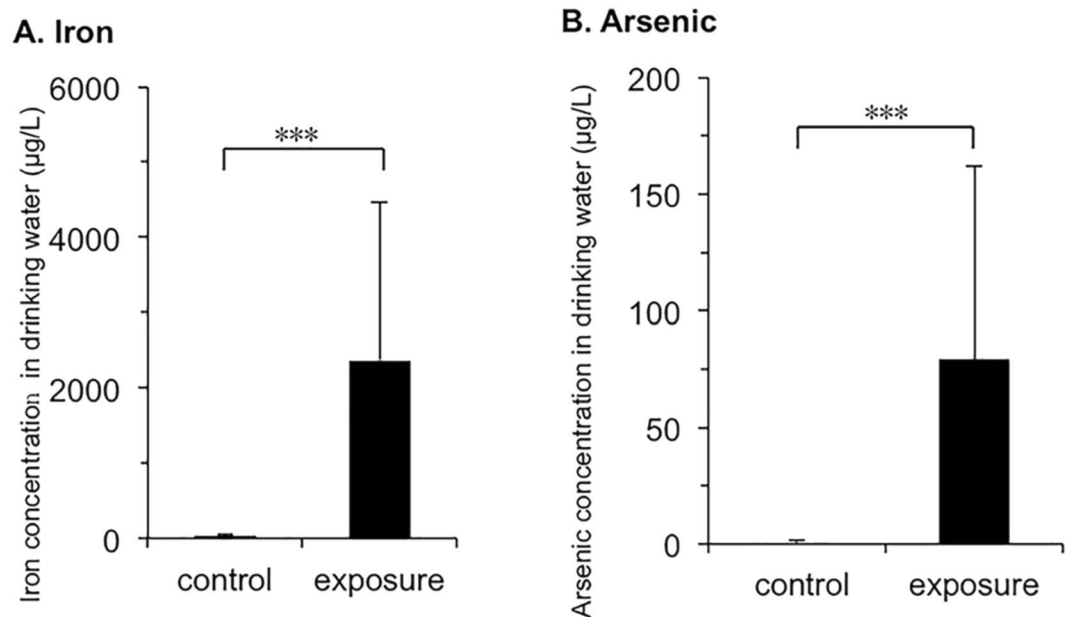 A. Iron
Iron concentration in drinking water (µg/L)
6000
4000
2000
0
***
control exposure
B. Arsenic
Arsenic concentration in drinking water (µg/L)
200
150
100
50
0
***
control exposure